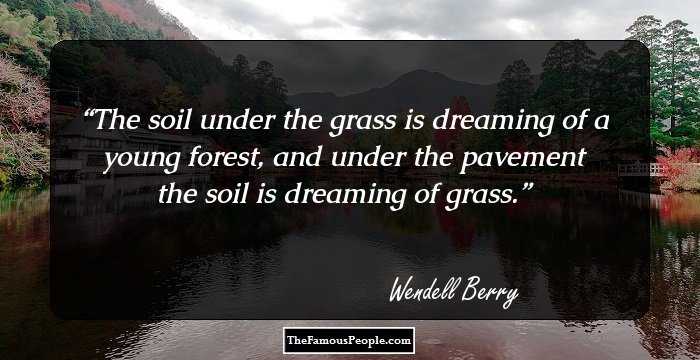 “The soil under the grass is dreaming of a
young forest, and under the pavement
the soil is dreaming of grass.”
Wendell Berry
TheFamousPeople.com